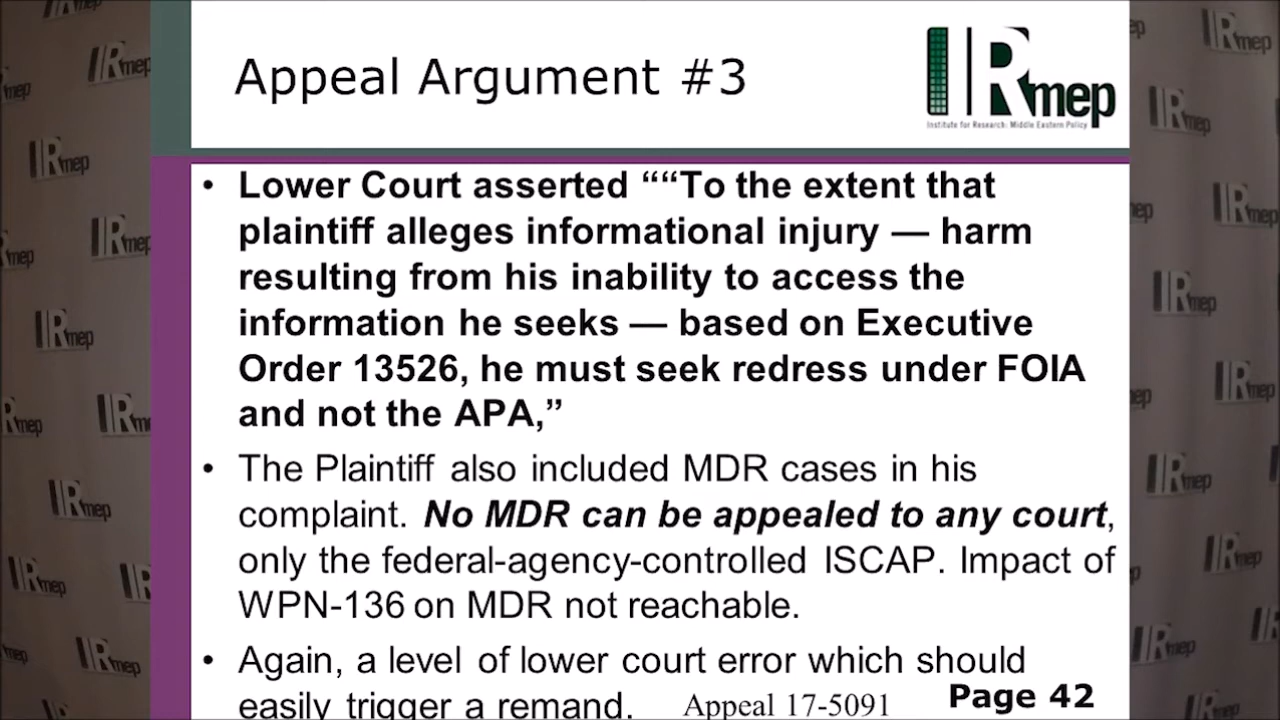 Appeal Argument #3
IRmep
Institute for Research: Middle Eastern Policy
• Lower Court asserted ““To the extent that
plaintiff alleges informational injury — harm
resulting from his inability to access the
information he seeks — based on Executive
Order 13526, he must seek redress under FOIA
and not the APA,”
• The Plaintiff also included MDR cases in his
complaint. No MDR can be appealed to any court,
only the federal-agency-controlled ISCAP. Impact of
WPN-136 on MDR not reachable.
• Again, a level of lower court error which should
easily trigger a remand.
Appeal 17-5091
Page 42